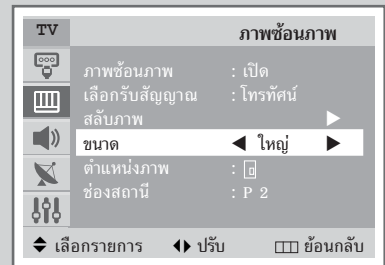 TV ภาพซ้อนภาพ
ภาพซ้อนภาพ : เปิด
เลือกรับสัญญาณ : โทรทัศน์
สลับภาพ
ขนาด ใหญ่
ตำแหน่งภาพ :
ช่องสถานี : P 2
เลือกรายการ ปรับ ย้อนกลับ